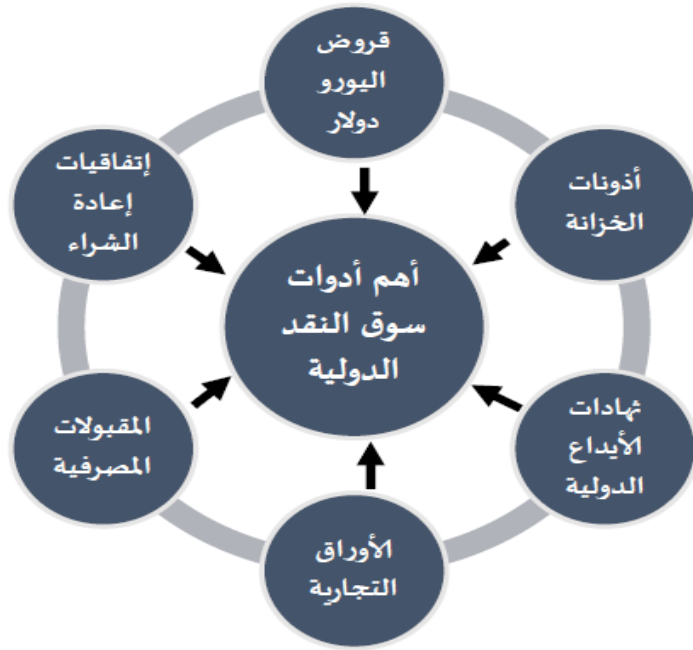 قروض
اليورو
دولار
أذونات
الخزانة
شهادات
الأيداع
الدولية
الأوراق
التجارية
المقبولات
المصرفية
إتفاقيات
إعادة
الشراء
أهم أدوات
سوق النقد
الدولية